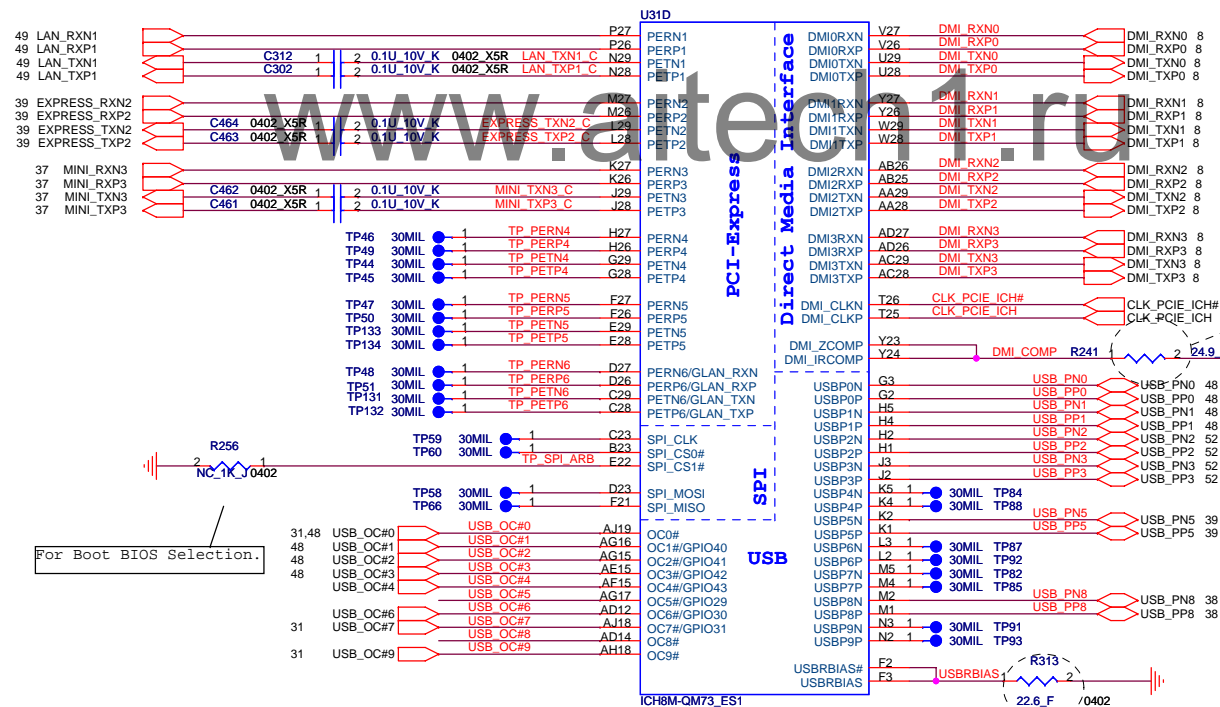 U31D
49 LAN_RXN1 P27 PERN1 DMI0RXN V27 DMI_RXN0 DMI_RXN0 8
49 LAN_RXP1 P26 PERP1 DMI0RXP V26 DMI_RXP0 DMI_RXP0 8
49 LAN_TXN1 C312 1 2 0.1U_10V_K 0402_X5R LAN_TXN1_C N29 PETN1 DMI0TXN U29 DMI_TXN0 DMI_TXN0 8
49 LAN_TXP1 C302 1 2 0.1U_10V_K 0402_X5R LAN_TXP1_C N28 PETP1 DMI0TXP U28 DMI_TXP0 DMI_TXP0 8
www.aitech1.ru
39 EXPRESS_RXN2 M27 PERN2 DMI1RXN Y27 DMI_RXN1 DMI_RXN1 8
39 EXPRESS_RXP2 M26 PERP2 DMI1RXP Y26 DMI_RXP1 DMI_RXP1 8
39 EXPRESS_TXN2 C464 0402_X5R 1 2 0.1U_10V_K EXPRESS_TXN2_C L29 PETN2 DMI1TXN W29 DMI_TXN1 DMI_TXN1 8
39 EXPRESS_TXP2 C463 0402_X5R 1 2 0.1U_10V_K EXPRESS_TXP2_C L28 PETP2 DMI1TXP W28 DMI_TXP1 DMI_TXP1 8
37 MINI_RXN3 K27 PERN3 DMI2RXN AB26 DMI_RXN2 DMI_RXN2 8
37 MINI_RXP3 K26 PERP3 DMI2RXP AB25 DMI_RXP2 DMI_RXP2 8
37 MINI_TXN3 C462 0402_X5R 1 2 0.1U_10V_K MINI_TXN3_C J29 PETN3 DMI2TXN AA29 DMI_TXN2 DMI_TXN2 8
37 MINI_TXP3 C461 0402_X5R 1 2 0.1U_10V_K MINI_TXP3_C J28 PETP3 DMI2TXP AA28 DMI_TXP2 DMI_TXP2 8
PCI-Express
Direct Media Interface
TP46 30MIL 1 TP_PERN4 H27 PERN4 DMI3RXN AD27 DMI_RXN3 DMI_RXN3 8
TP49 30MIL 1 TP_PERP4 H26 PERP4 DMI3RXP AD26 DMI_RXP3 DMI_RXP3 8
TP44 30MIL 1 TP_PETN4 G29 PETN4 DMI3TXN AC29 DMI_TXN3 DMI_TXN3 8
TP45 30MIL 1 TP_PETP4 G28 PETP4 DMI3TXP AC28 DMI_TXP3 DMI_TXP3 8
TP47 30MIL 1 TP_PERN5 F27 PERN5 DMI_CLKN T26 CLK_PCIE_ICH# CLK_PCIE_ICH#
TP50 30MIL 1 TP_PERP5 F26 PERP5 DMI_CLKP T25 CLK_PCIE_ICH CLK_PCIE_ICH
TP133 30MIL 1 TP_PETN5 E29 PETN5
TP134 30MIL 1 TP_PETP5 E28 PETP5 DMI_ZCOMP Y23
DMI_IRCOMP Y24 DMI_COMP R241 1 2 24.9_
TP48 30MIL 1 TP_PERN6 D27 PERN6/GLAN_RXN
TP51 30MIL 1 TP_PERP6 D26 PERP6/GLAN_RXP USBP0N G3 USB_PN0 USB_PN0 48
TP131 30MIL 1 TP_PETN6 C29 PETN6/GLAN_TXN USBP0P G2 USB_PP0 USB_PP0 48
TP132 30MIL 1 TP_PETP6 C28 PETP6/GLAN_TXP USBP1N H5 USB_PN1 USB_PN1 48
USBP1P H4 USB_PP1 USB_PP1 48
TP59 30MIL 1 C23 SPI_CLK USBP2N H2 USB_PN2 USB_PN2 52
TP60 30MIL 1 B23 SPI_CS0# USBP2P H1 USB_PP2 USB_PP2 52
R256 2 1 NC_1K_J 0402 TP_SPI_ARB E22 SPI_CS1# USBP3N J3 USB_PN3 USB_PN3 52
USBP3P J2 USB_PP3 USB_PP3 52
SPI
TP58 30MIL 1 D23 SPI_MOSI USBP4N K5 1 30MIL TP84
TP66 30MIL 1 F21 SPI_MISO USBP4P K4 1 30MIL TP88
USBP5N K2 USB_PN5 USB_PN5 39
31,48 USB_OC#0 USB_OC#0 AJ19 OC0# USBP5P K1 USB_PP5 USB_PP5 39
48 USB_OC#1 USB_OC#1 AG16 OC1#/GPIO40 USBP6N L3 1 30MIL TP87
48 USB_OC#2 USB_OC#2 AG15 OC2#/GPIO41 USBP6P L2 1 30MIL TP92
48 USB_OC#3 USB_OC#3 AE15 OC3#/GPIO42 USBP7N M5 1 30MIL TP82
USB_OC#4 USB_OC#4 AF15 OC4#/GPIO43 USBP7P M4 1 30MIL TP85
For Boot BIOS Selection.
USB
USB_OC#5 AG17 OC5#/GPIO29 USBP8N M2 USB_PN8 USB_PN8 38
USB_OC#6 USB_OC#6 AD12 OC6#/GPIO30 USBP8P M1 USB_PP8 USB_PP8 38
31 USB_OC#7 USB_OC#7 AJ18 OC7#/GPIO31 USBP9N N3 1 30MIL TP91
USB_OC#8 AD14 OC8# USBP9P N2 1 30MIL TP93
31 USB_OC#9 USB_OC#9 AH18 OC9#
USBRBIAS# F2
USBRBIAS F3 USBRBIAS 1 R313 2
22.6_F 0402
ICH8M-QM73_ES1